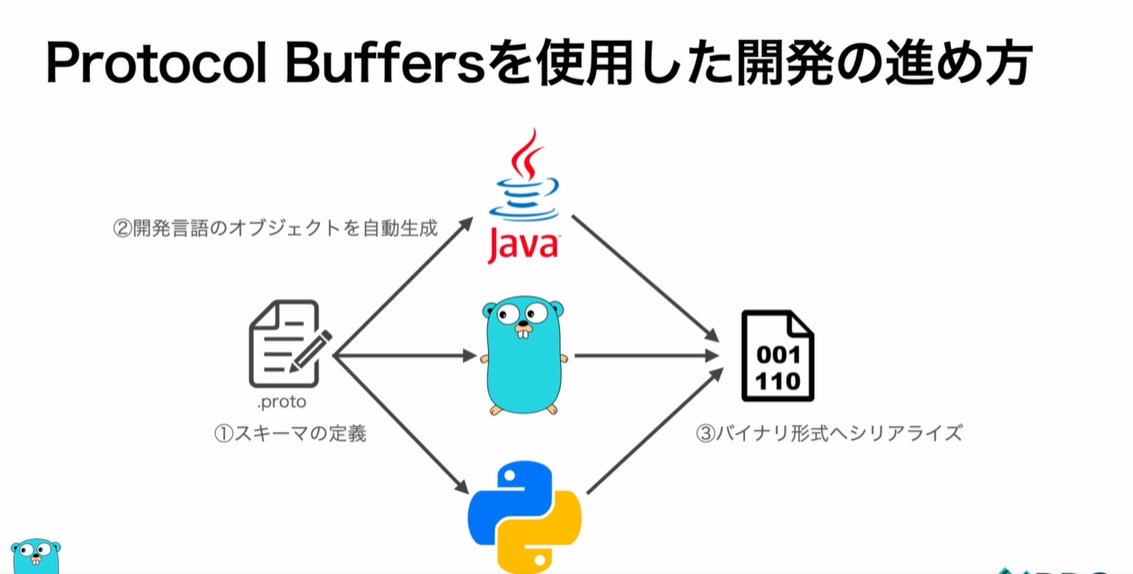 Protocol Buffersを使用した開発の進め方
②開発言語のオブジェクトを自動生成
Java
.proto
①スキーマの定義
001
110
③バイナリ形式へシリアライズ